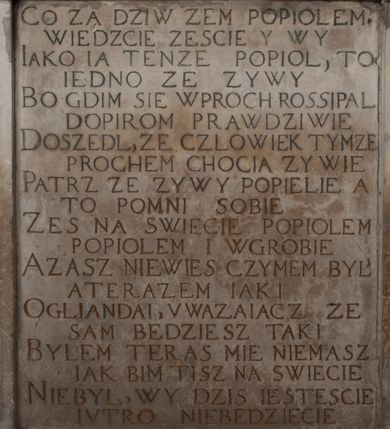 CO ZA DZIW ZEM POPIOLEM.
WIEDZCIE ZESCIE Y WY
IAKO IA TENZE POPIOL, TO
IEDNO ZE ZYWY
BO GDIM SIE WPROCH ROSSIPAL
DOPIROM PRAWDZIWIE
DOSZEDL, ZE CZLOWIEK TYMZE
PROCHEM CHOCIA ZYWIE
PATRZ ZE ZYWY POPIELIE A
TO POMNI SOBIE
ZES NA SWIECIE POPIOLEM
POPIOLEM I WGROBIE
AZASZ NIEWIES CZYMEM BYL
ATERAZEM IAKI
OGLIANDAI, VWAZAIACZ ZE
SAM BEDZIESZ TAKI
BYLEM TERAS MIE NIEMASZ
IAK BIM TISZ NA SWIECIE
NIEBYL, WY DZIS IESTESCIE
IVTRO NIEBEDZIECIE